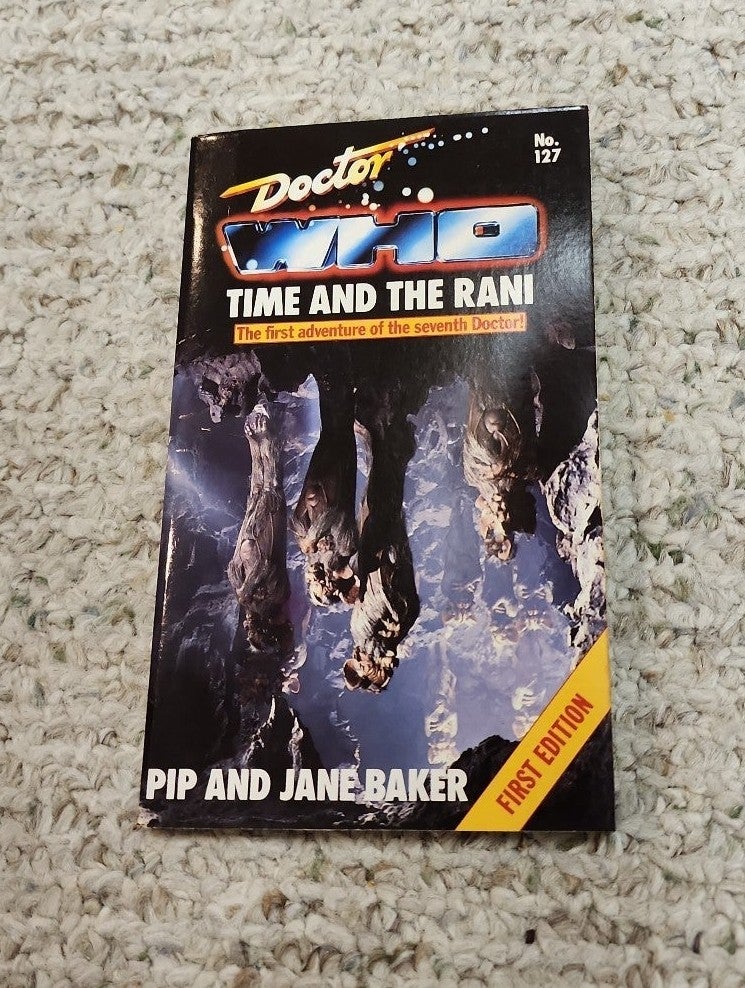 No.
127
Doctor
WHO
TIME AND THE RANI
The first adventure of the seventh Doctor!
PIP AND JANE BAKER
FIRST EDITION